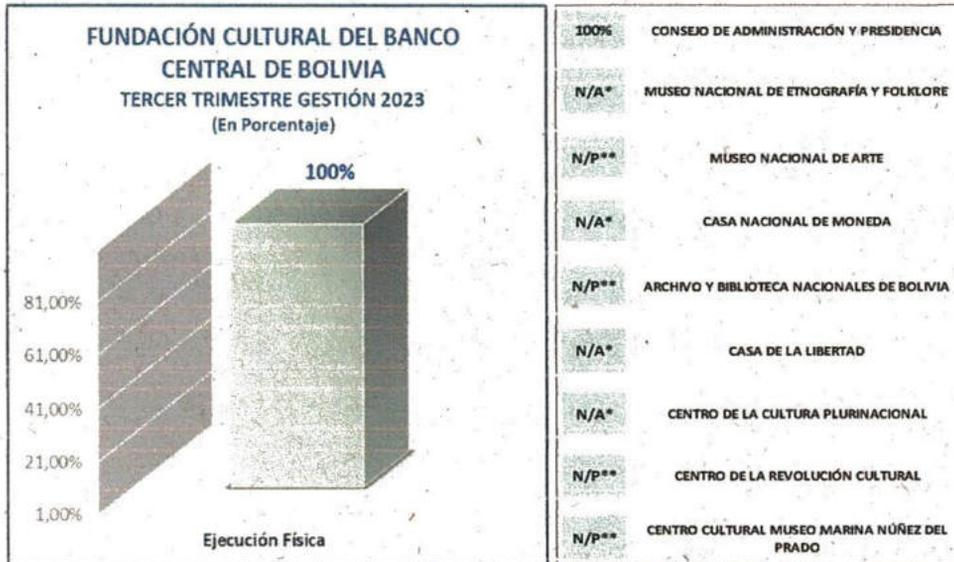 FUNDACIÓN CULTURAL DEL BANCO
CENTRAL DE BOLIVIA
TERCER TRIMESTRE GESTIÓN 2023
(En Porcentaje)
100%
81,00%
61,00%
41,00%
21,00%
1,00%
Ejecución Física
100% CONSEJO DE ADMINISTRACIÓN Y PRESIDENCIA
N/A* MUSEO NACIONAL DE ETNOGRAFÍA Y FOLKLORE
N/P** MUSEO NACIONAL DE ARTE
N/A* CASA NACIONAL DE MONEDA
N/P** ARCHIVO Y BIBLIOTECA NACIONALES DE BOLIVIA
N/A* CASA DE LA LIBERTAD
N/A* CENTRO DE LA CULTURA PLURINACIONAL
N/P** CENTRO DE LA REVOLUCIÓN CULTURAL
N/P** CENTRO CULTURAL MUSEO MARINA NÚÑEZ DEL
PRADO